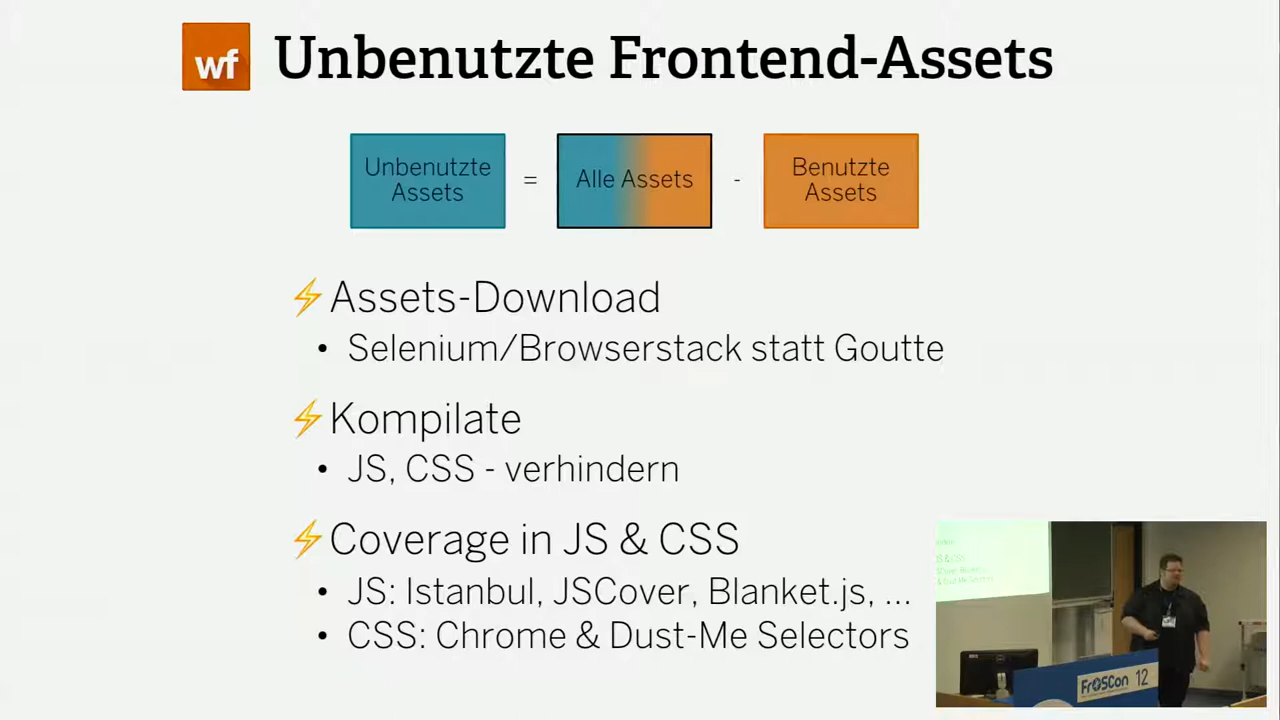 wf Unbenutzte Frontend-Assets
Unbenutzte
Assets
=
Alle Assets
-
Benutzte
Assets
Assets-Download
• Selenium/Browserstack statt Goutte
Kompilate
• JS, CSS - verhindern
Coverage in JS & CSS
• JS: Istanbul, JSCover, Blanket.js, ...
• CSS: Chrome & Dust-Me Selectors
FrOSCon 12